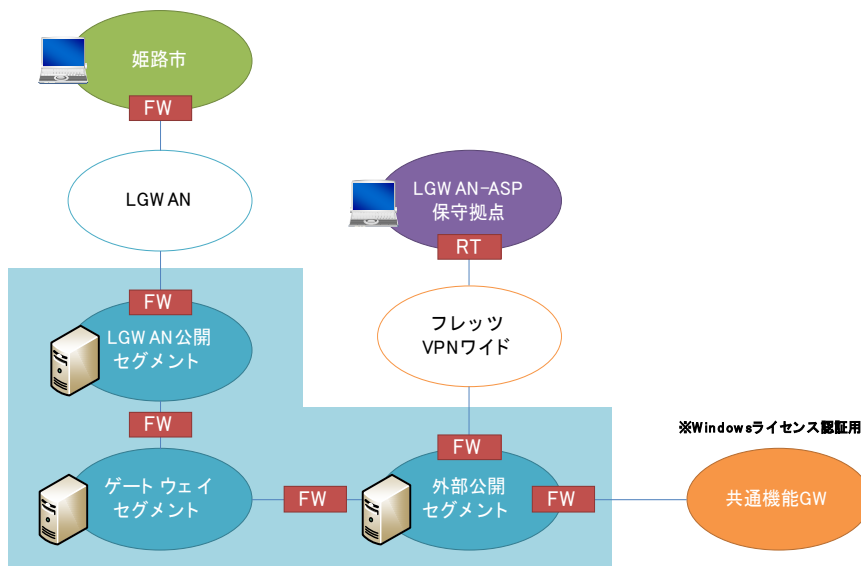 姫路市
FW
LGWAN
LGWAN-ASP
保守拠点
RT
FW
LGWAN公開
セグメント
フレッツ
VPNワイド
FW
※Windowsライセンス認証用
FW
ゲートウェイ
セグメント
FW
外部公開
セグメント
FW
共通機能GW